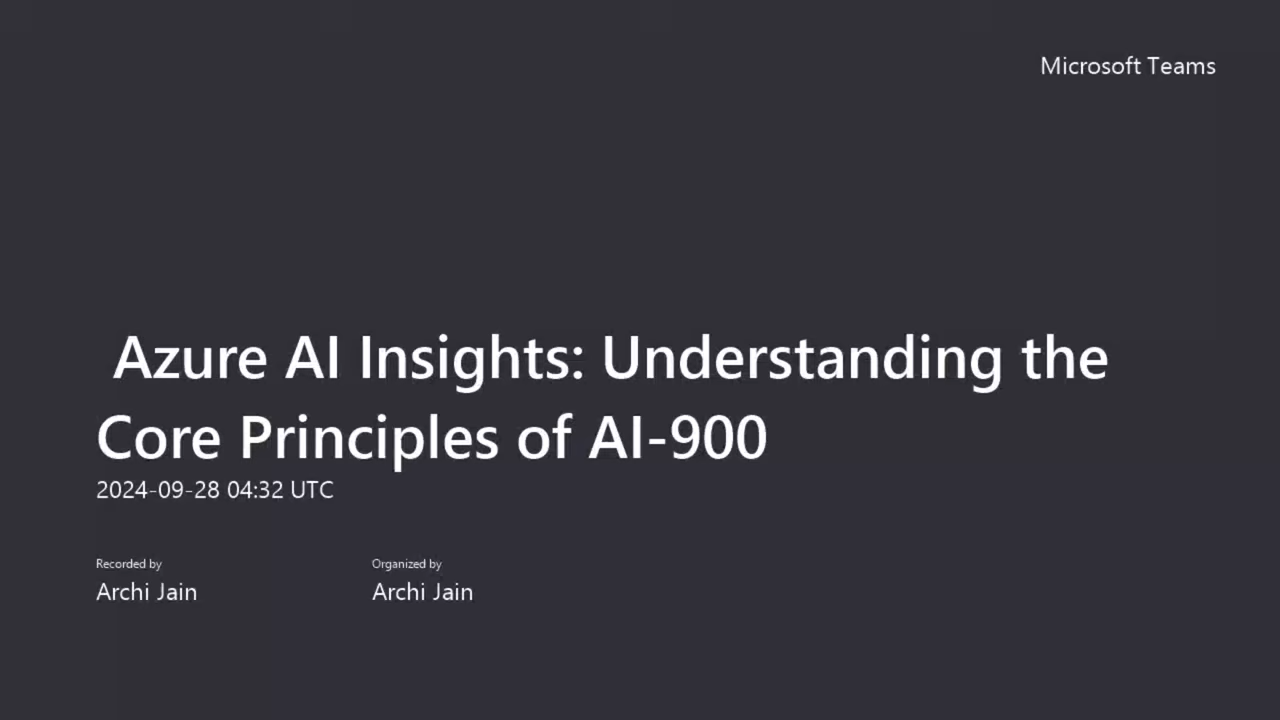 Microsoft Teams
Azure AI Insights: Understanding the
Core Principles of AI-900
2024-09-28 04:32 UTC
Recorded by
Archi Jain
Organized by
Archi Jain